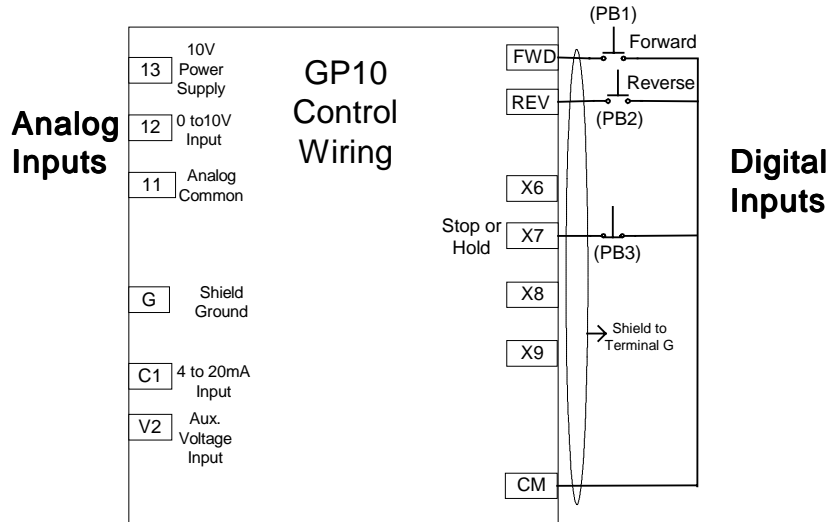 (PB1)
13
10V
Power
Supply
GP10
Control
Wiring
FWD
Forward
Reverse
REV
(PB2)
Analog
Inputs
12
0 to10V
Input
11
Analog
Common
X6
Digital
Inputs
Stop or
Hold
X7
(PB3)
G
Shield
Ground
X8
Shield to
Terminal G
X9
C1
4 to 20mA
Input
V2
Aux.
Voltage
Input
CM